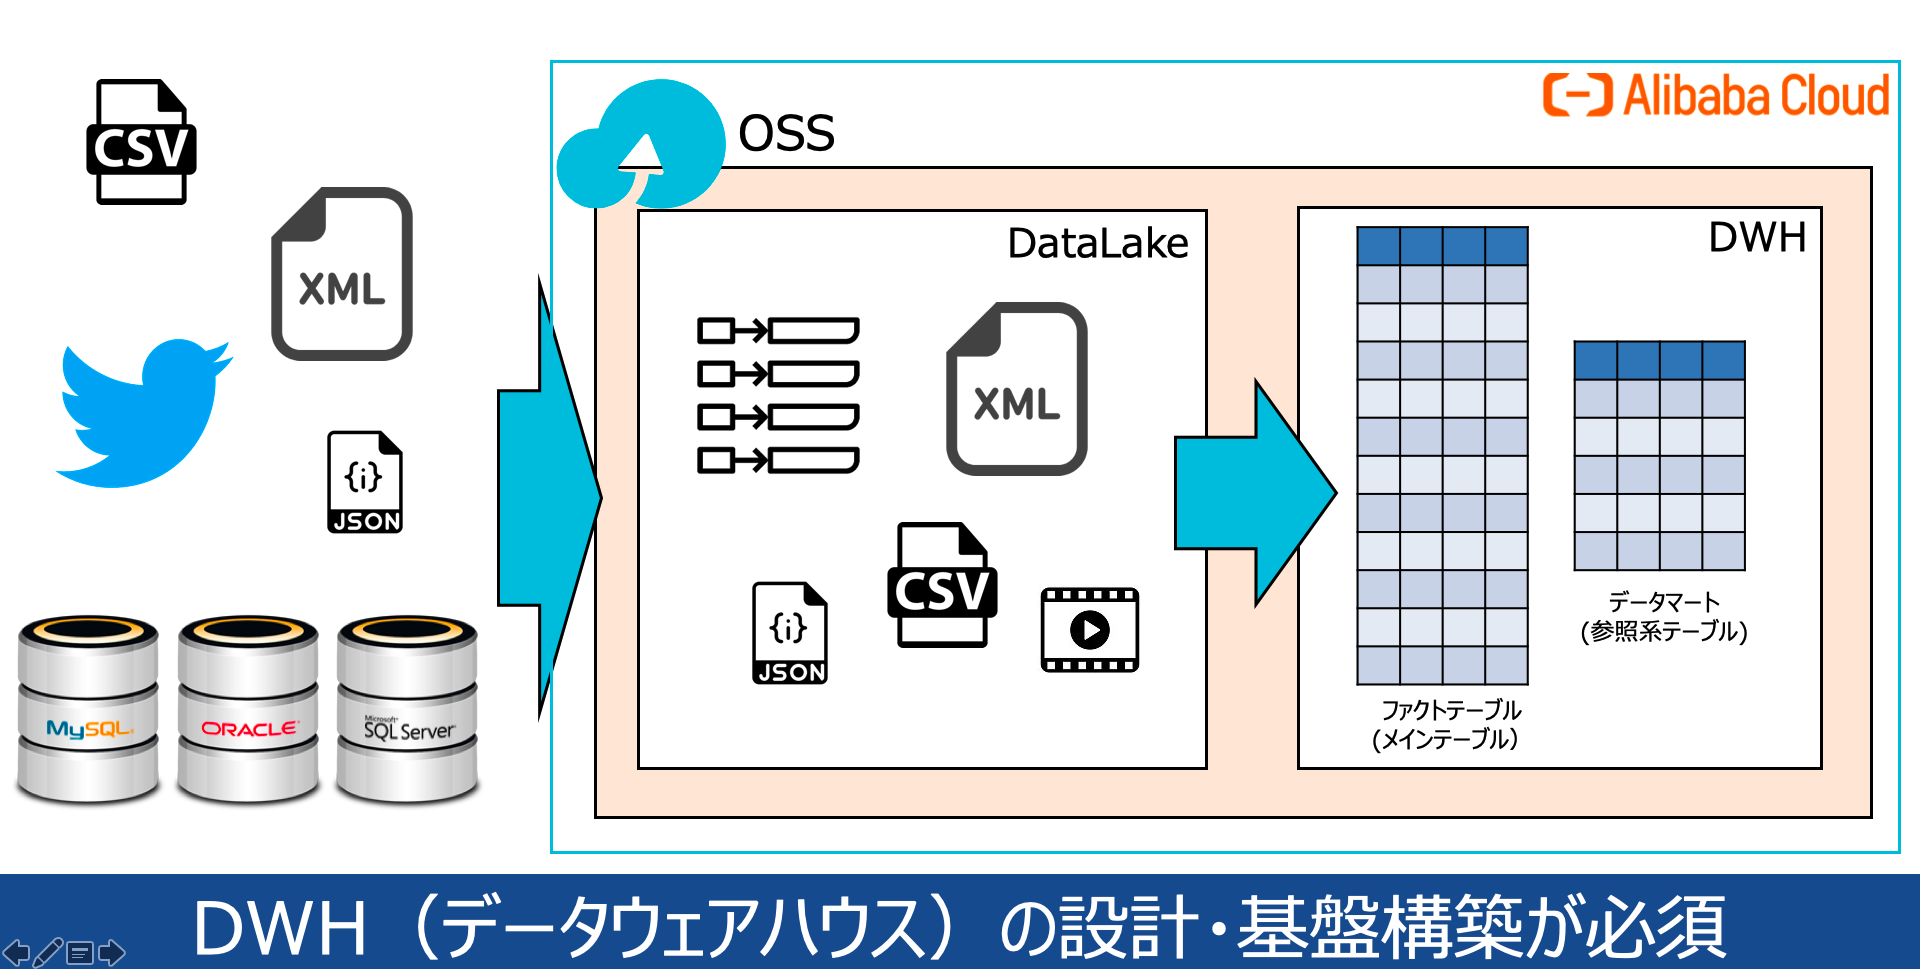 CSV
XML
JSON
MySQL
ORACLE
Microsoft
SQL Server
OSS
Alibaba Cloud
DataLake
XML
CSV
JSON
DWH
データマート
(参照系テーブル)
ファクトテーブル
(メインテーブル)
DWH（データウェアハウス）の設計・基盤構築が必須